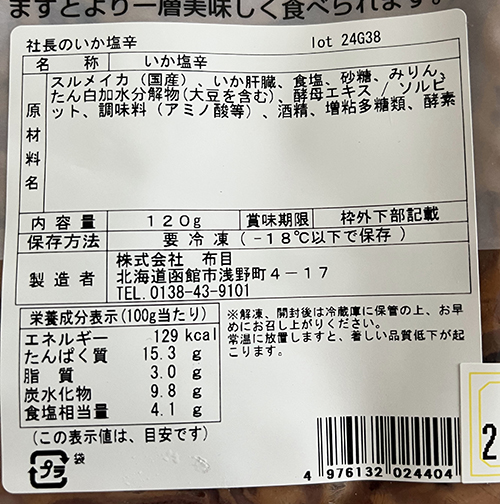 ますとより一層美味しく食べられます。
社長のいか塩辛 lot 24G38
名 称 いか塩辛
原材料名 スルメイカ（国産）、いか肝臓、食塩、砂糖、みりん、
たん白加水分解物(大豆を含む)、酵母エキス / ソルビ
ット、調味料（アミノ酸等）、酒精、増粘多糖類、酵素
内容量 120g 賞味期限 枠外下部記載
保存方法 要冷凍（-18℃以下で保存）
製造者 株式会社 布目
北海道函館市浅野町4－17
TEL.0138-43-9101
栄養成分表示(100g当たり)
エネルギー 129 kcal
たんぱく質 15.3 g
脂 質 3.0 g
炭水化物 9.8 g
食塩相当量 4.1 g
(この表示値は、目安です)
※解凍、開封後は冷蔵庫に保管の上、お早
めにお召し上がりください。
常温に放置しますと、著しい品質低下が起
こります。
プラ 袋
4 976132 024404
2